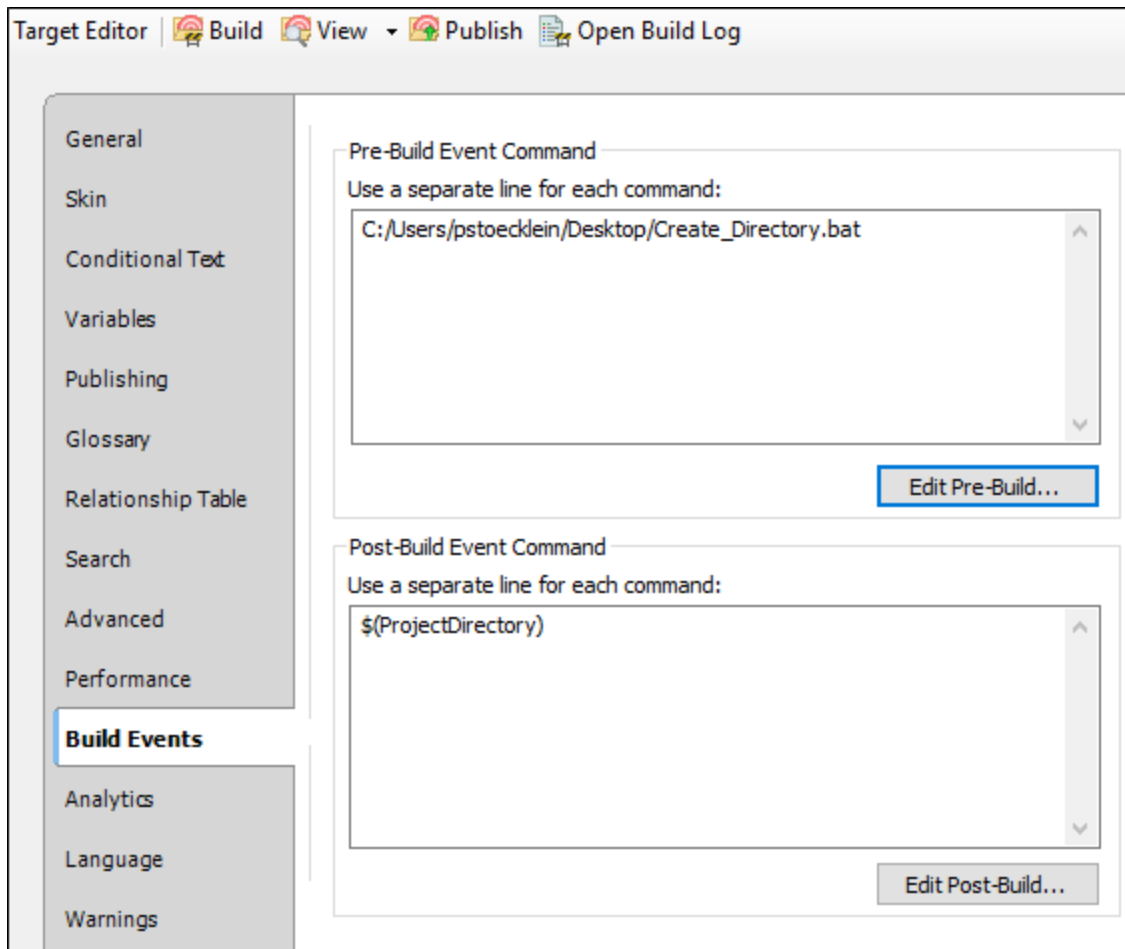 Target Editor Build View Publish Open Build Log
General
Skin
Conditional Text
Variables
Publishing
Glossary
Relationship Table
Search
Advanced
Performance
Build Events
Analytics
Language
Warnings
Pre-Build Event Command
Use a separate line for each command:
C:/Users/pstoecklein/Desktop/Create_Directory.bat
Edit Pre-Build...
Post-Build Event Command
Use a separate line for each command:
$(ProjectDirectory)
Edit Post-Build...